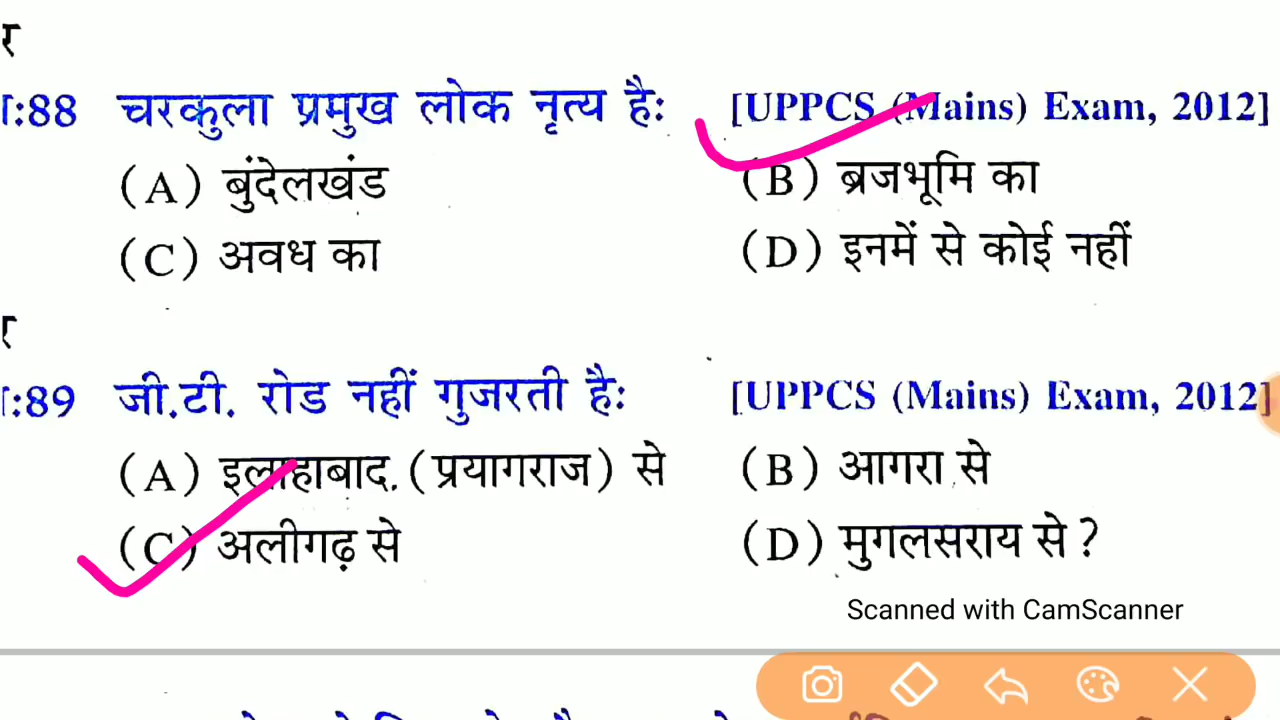 र
न:88 चरकुला प्रमुख लोक नृत्य है: [UPPCS (Mains) Exam, 2012]
(A) बुंदेलखंड (B) ब्रजभूमि का
(C) अवध का (D) इनमें से कोई नहीं
र
न:89 जी.टी. रोड नहीं गुजरती है: [UPPCS (Mains) Exam, 2012]
(A) इलाहाबाद. (प्रयागराज) से (B) आगरा से
(C) अलीगढ़ से (D) मुगलसराय से ?
Scanned with CamScanner